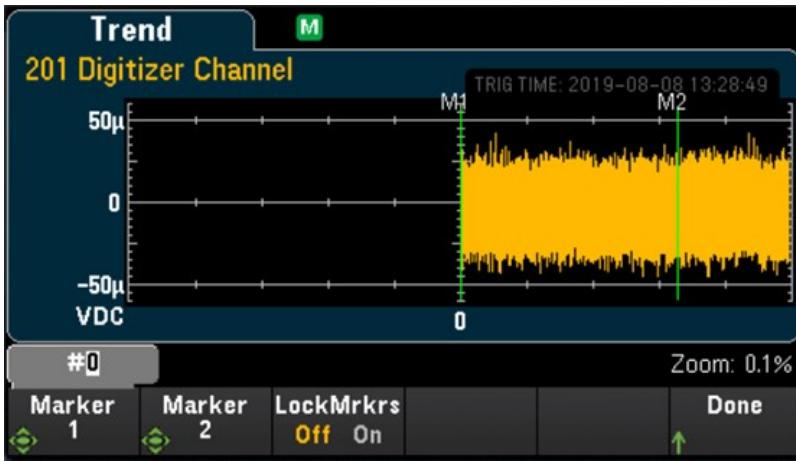 Trend
M
201 Digitizer Channel
TRIG TIME: 2019-08-08 13:28:49
M1
M2
50µ
0
-50µ
VDC
0
#0
Zoom: 0.1%
Marker 1
Marker 2
LockMrkrs
Off On
Done